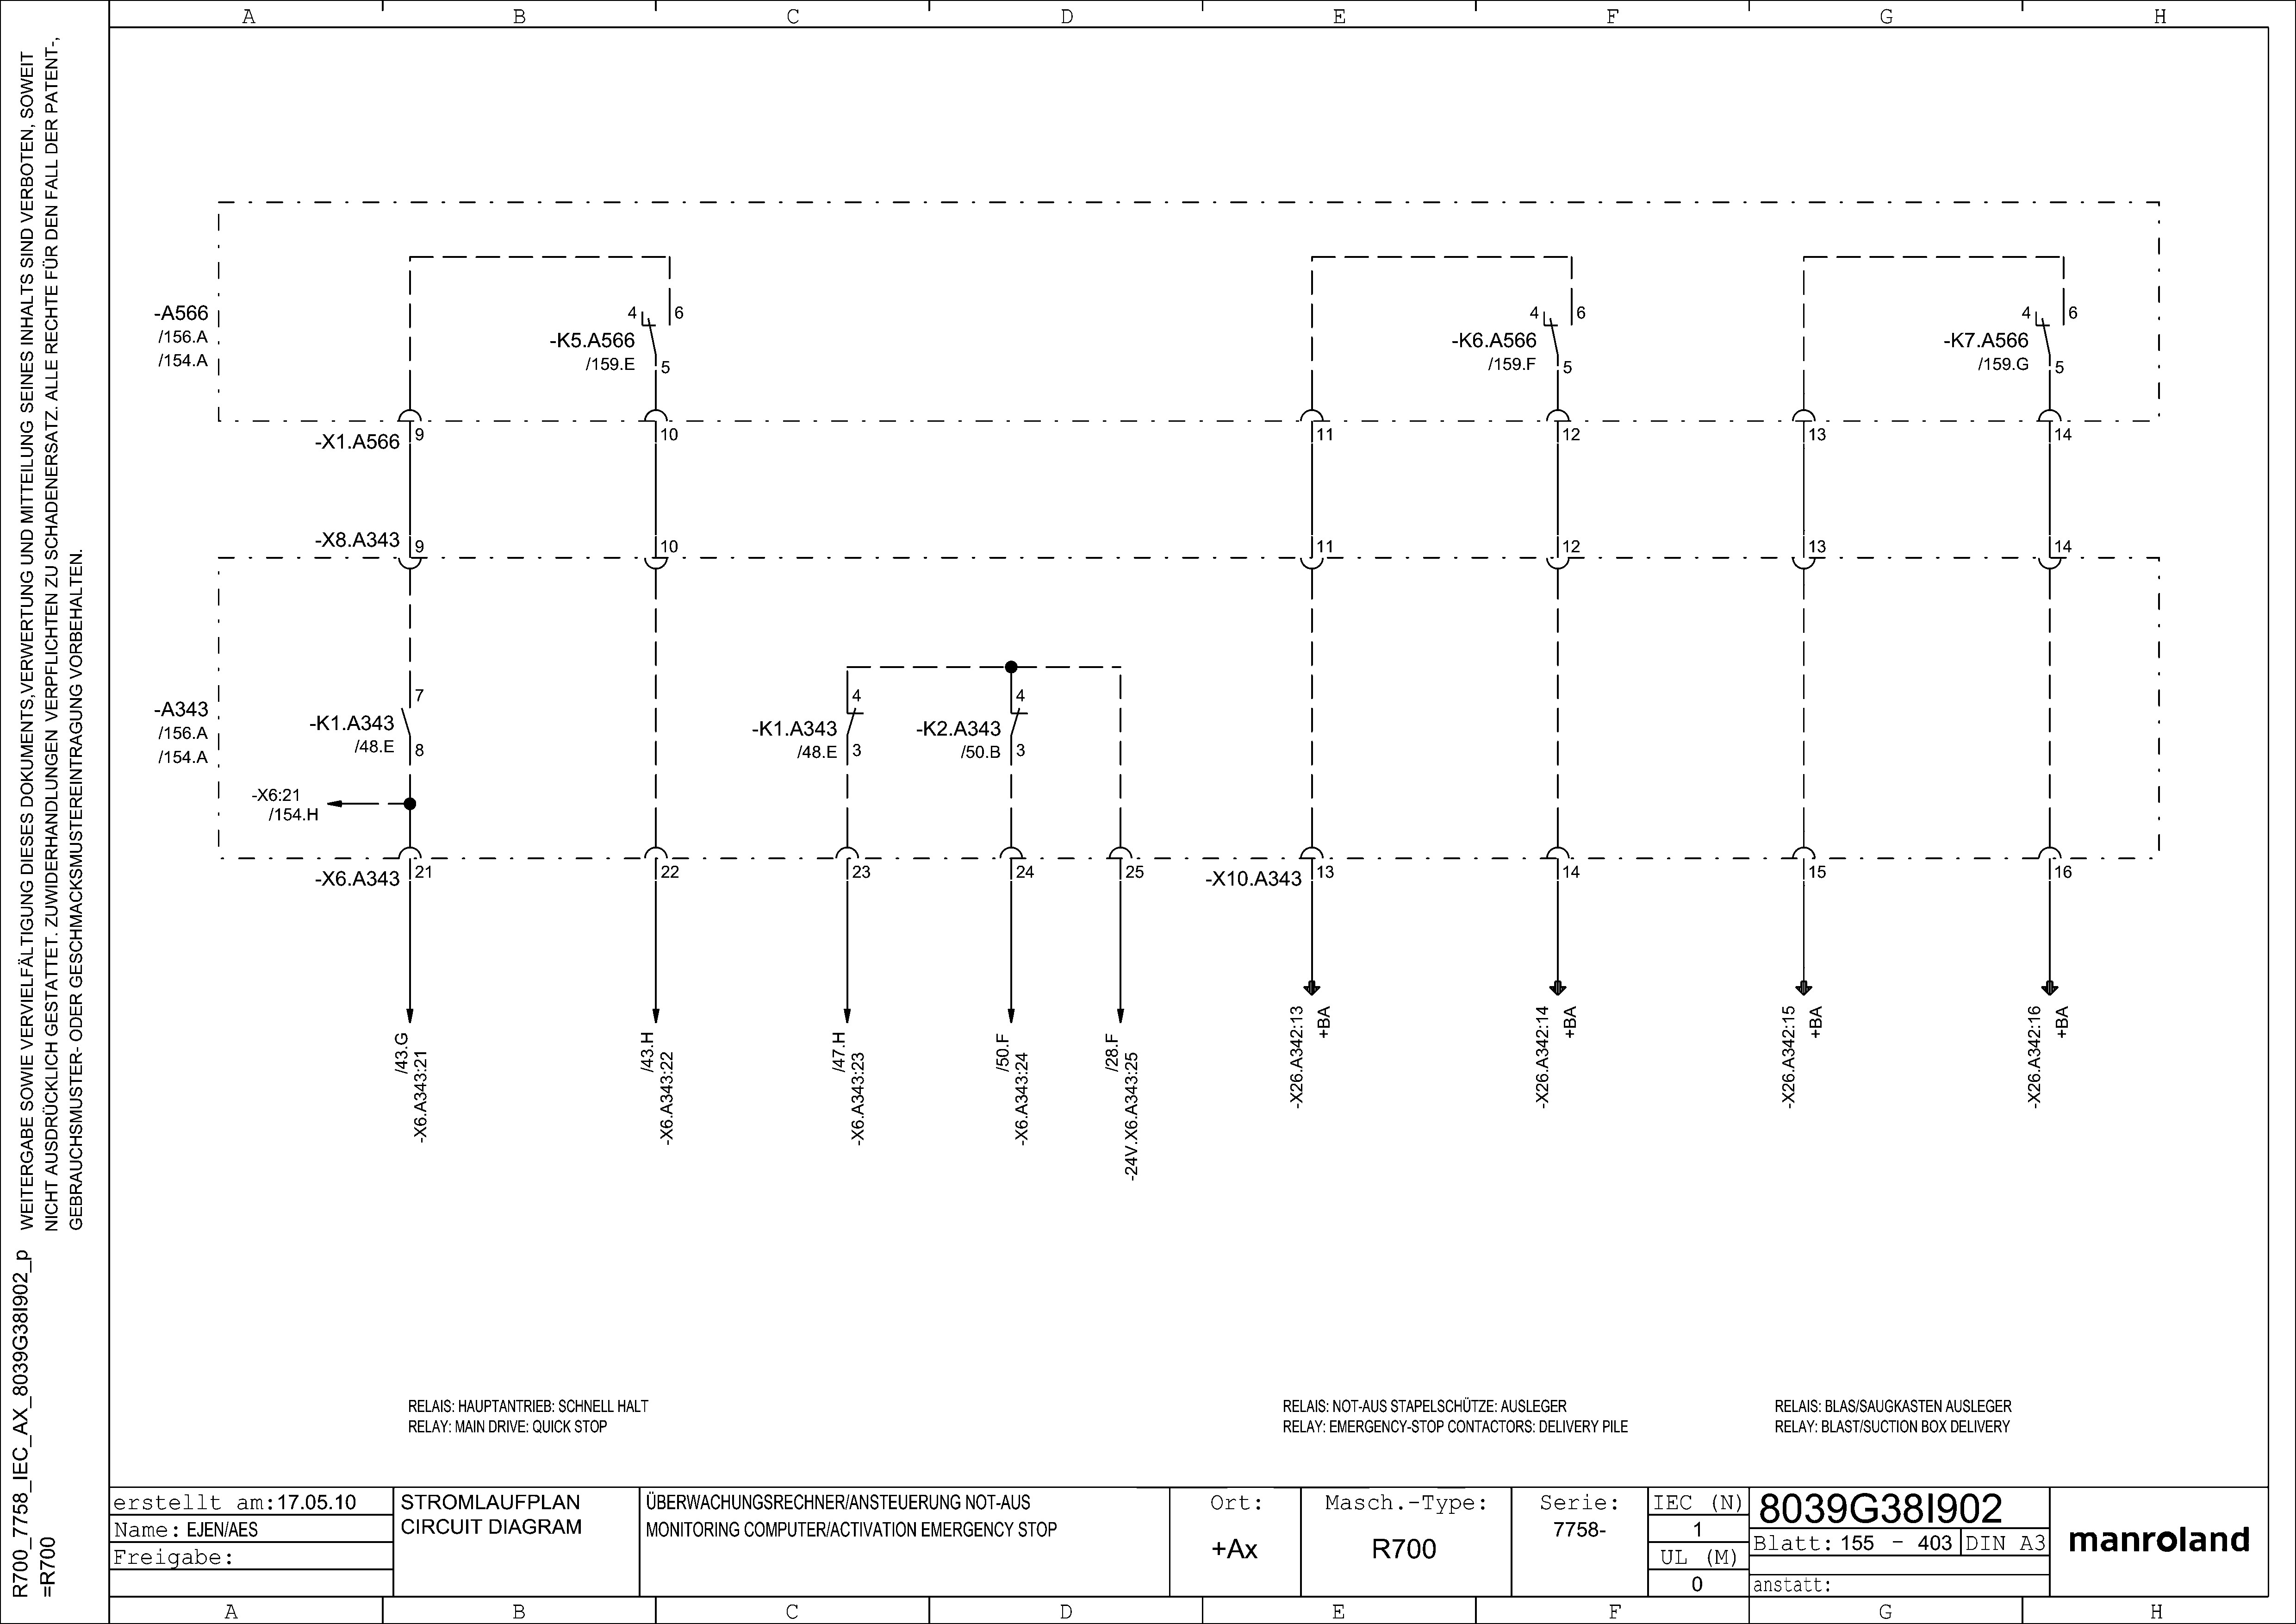 A B C D E F G H
WEITERGABE SOWIE VERVIELFÄLTIGUNG DIESES DOKUMENTS,VERWERTUNG UND MITTEILUNG SEINES INHALTS SIND VERBOTEN, SOWEIT
NICHT AUSDRÜCKLICH GESTATTET. ZUWIDERHANDLUNGEN VERPFLICHTEN ZU SCHADENERSATZ. ALLE RECHTE FÜR DEN FALL DER PATENT-,
GEBRAUCHSMUSTER- ODER GESCHMACKSMUSTEREINTRAGUNG VORBEHALTEN.
R700_7758_IEC_AX_8039G38I902_p
=R700
-A566
/156.A
/154.A
4 6
-K5.A566
/159.E 5
4 6
-K6.A566
/159.F 5
4 6
-K7.A566
/159.G 5
-X1.A566 9 10 11 12 13 14
-X8.A343 9 10 11 12 13 14
-A343
/156.A
/154.A
7
-K1.A343
/48.E 8
4
-K1.A343
/48.E 3
4
-K2.A343
/50.B 3
-X6:21
/154.H
-X6.A343 21 22 23 24 25
-X10.A343 13 14 15 16
/43.G
-X6.A343:21
/43.H
-X6.A343:22
/47.H
-X6.A343:23
/50.F
-X6.A343:24
/28.F
-24V.X6.A343:25
-X26.A342:13
+BA
-X26.A342:14
+BA
-X26.A342:15
+BA
-X26.A342:16
+BA
RELAIS: HAUPTANTRIEB: SCHNELL HALT
RELAY: MAIN DRIVE: QUICK STOP
RELAIS: NOT-AUS STAPELSCHÜTZE: AUSLEGER
RELAY: EMERGENCY-STOP CONTACTORS: DELIVERY PILE
RELAIS: BLAS/SAUGKASTEN AUSLEGER
RELAY: BLAST/SUCTION BOX DELIVERY
erstellt am:17.05.10
Name: EJEN/AES
Freigabe:
STROMLAUFPLAN
CIRCUIT DIAGRAM
ÜBERWACHUNGSRECHNER/ANSTEUERUNG NOT-AUS
MONITORING COMPUTER/ACTIVATION EMERGENCY STOP
Ort:
+Ax
Masch.-Type:
R700
Serie:
7758-
IEC (N)
1
UL (M)
0
8039G38I902
Blatt: 155 - 403 DIN A3
anstatt:
manroland
A B C D E F G H